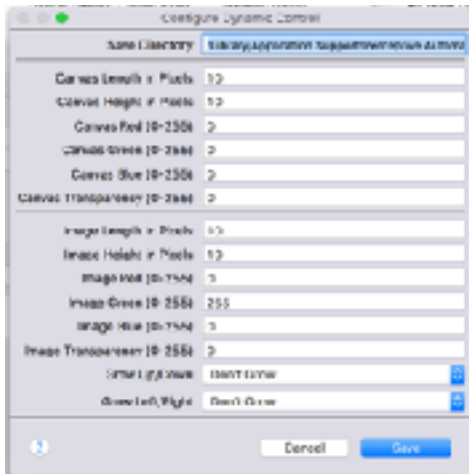 Configure Dynamic Control
Save Directory
Canvas Length in Pixels 10
Canvas Height in Pixels 10
Canvas Red (0-255) 0
Canvas Green (0-255) 0
Canvas Blue (0-255) 0
Canvas Transparency (0-255) 0
Image Length in Pixels 10
Image Height in Pixels 10
Image Red (0-255) 0
Image Green (0-255) 255
Image Blue (0-255) 0
Image Transparency (0-255) 0
Grow Up/Down Don't Grow
Grow Left/Right Don't Grow
? Cancel Save